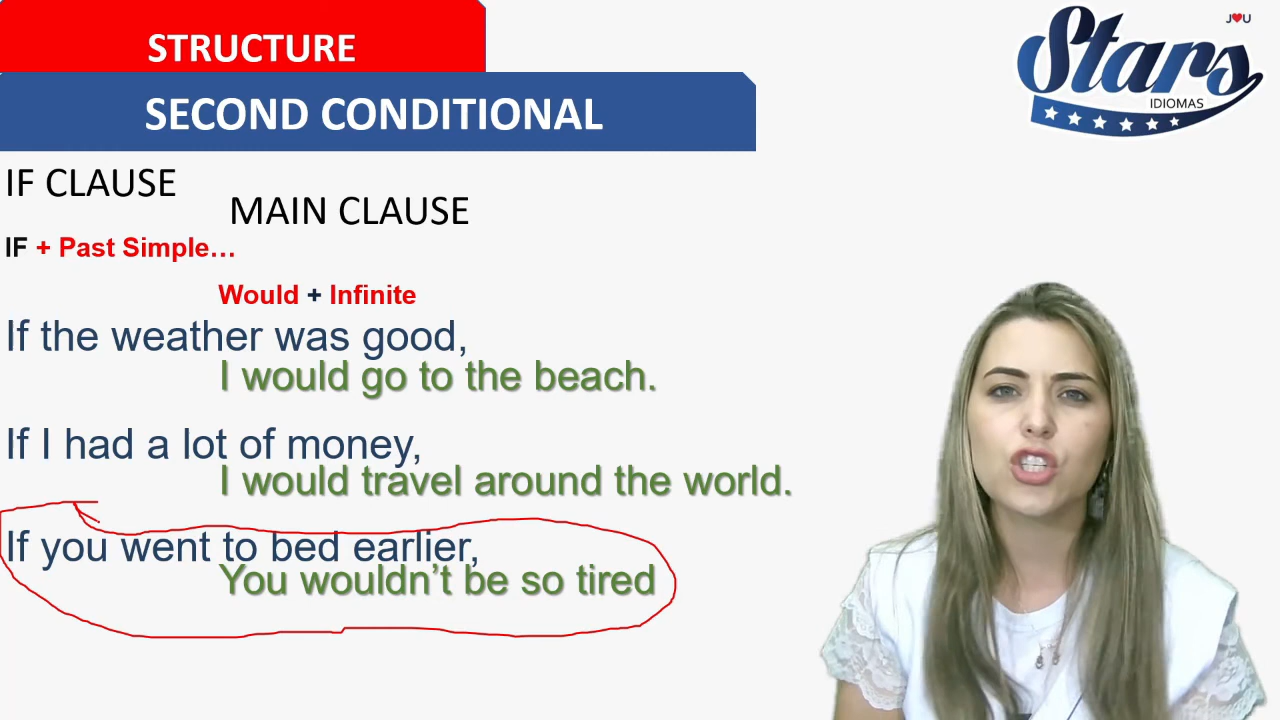 STRUCTURE
SECOND CONDITIONAL
J♥U
Stars
IDIOMAS
IF CLAUSE
MAIN CLAUSE
IF + Past Simple…
Would + Infinite
If the weather was good,
I would go to the beach.
If I had a lot of money,
I would travel around the world.
If you went to bed earlier,
You wouldn't be so tired